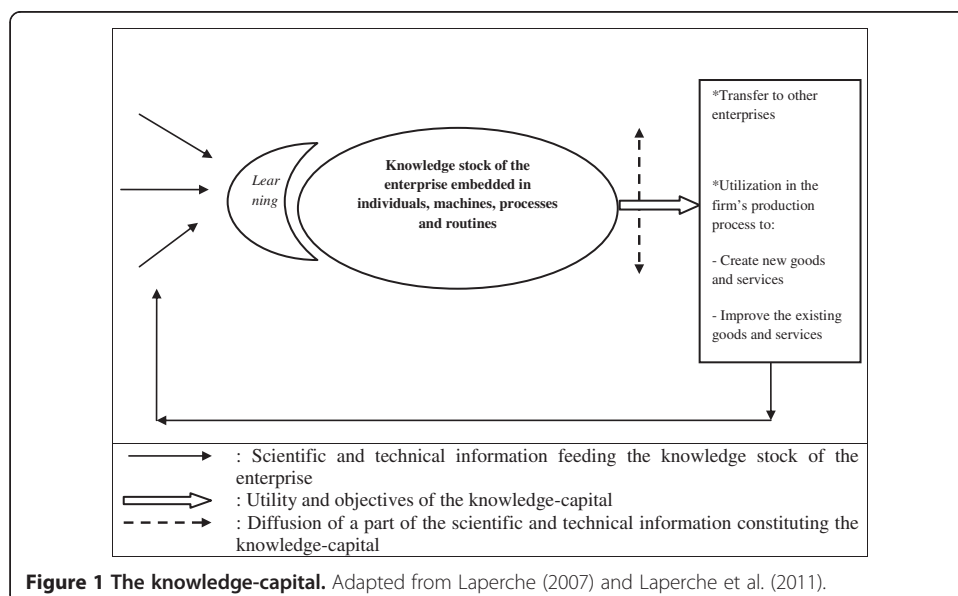 Lear
ning
Knowledge stock of the
enterprise embedded in
individuals, machines, processes
and routines
*Transfer to other
enterprises
*Utilization in the
firm's production
process to:
- Create new goods
and services
- Improve the existing
goods and services
: Scientific and technical information feeding the knowledge stock of the
enterprise
: Utility and objectives of the knowledge-capital
: Diffusion of a part of the scientific and technical information constituting the
knowledge-capital
Figure 1 The knowledge-capital. Adapted from Laperche (2007) and Laperche et al. (2011).